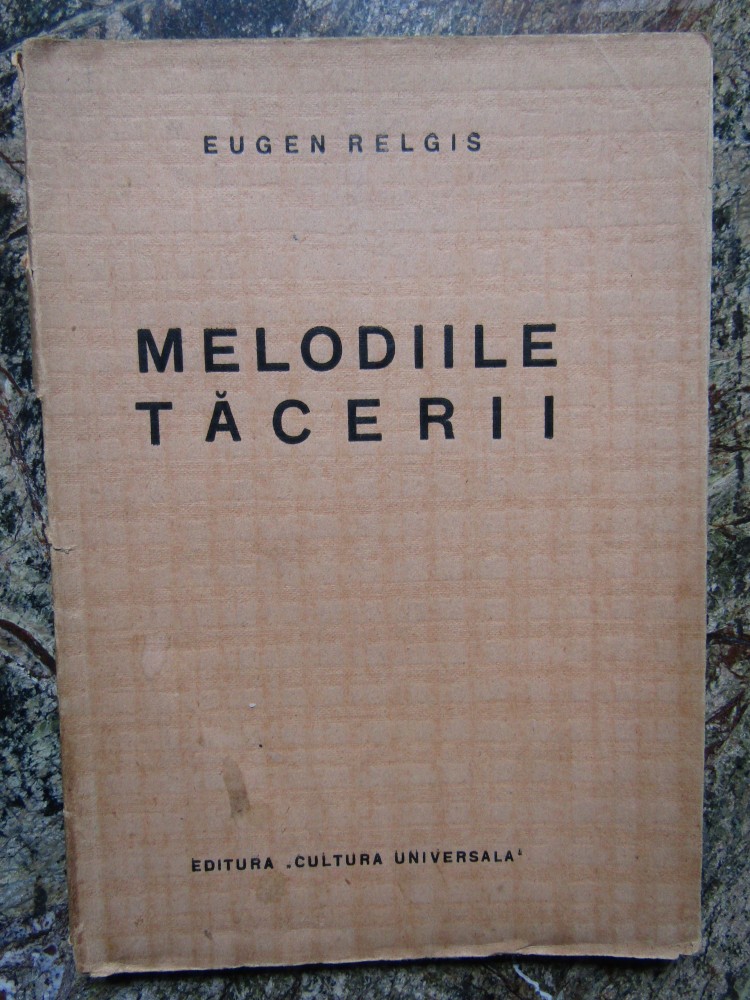 EUGEN RELGIS
MELODIILE
TĂCERII
EDITURA „CULTURA UNIVERSALA“